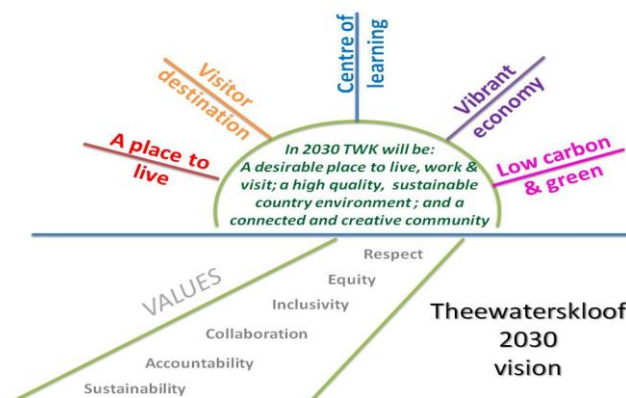 A place to
live
Visitor
destination
Centre of
learning
Vibrant
economy
Low carbon
& green
In 2030 TWK will be:
A desirable place to live, work &
visit; a high quality, sustainable
country environment ; and a
connected and creative community
VALUES
Respect
Equity
Inclusivity
Collaboration
Accountability
Sustainability
Theewaterskloof
2030
vision